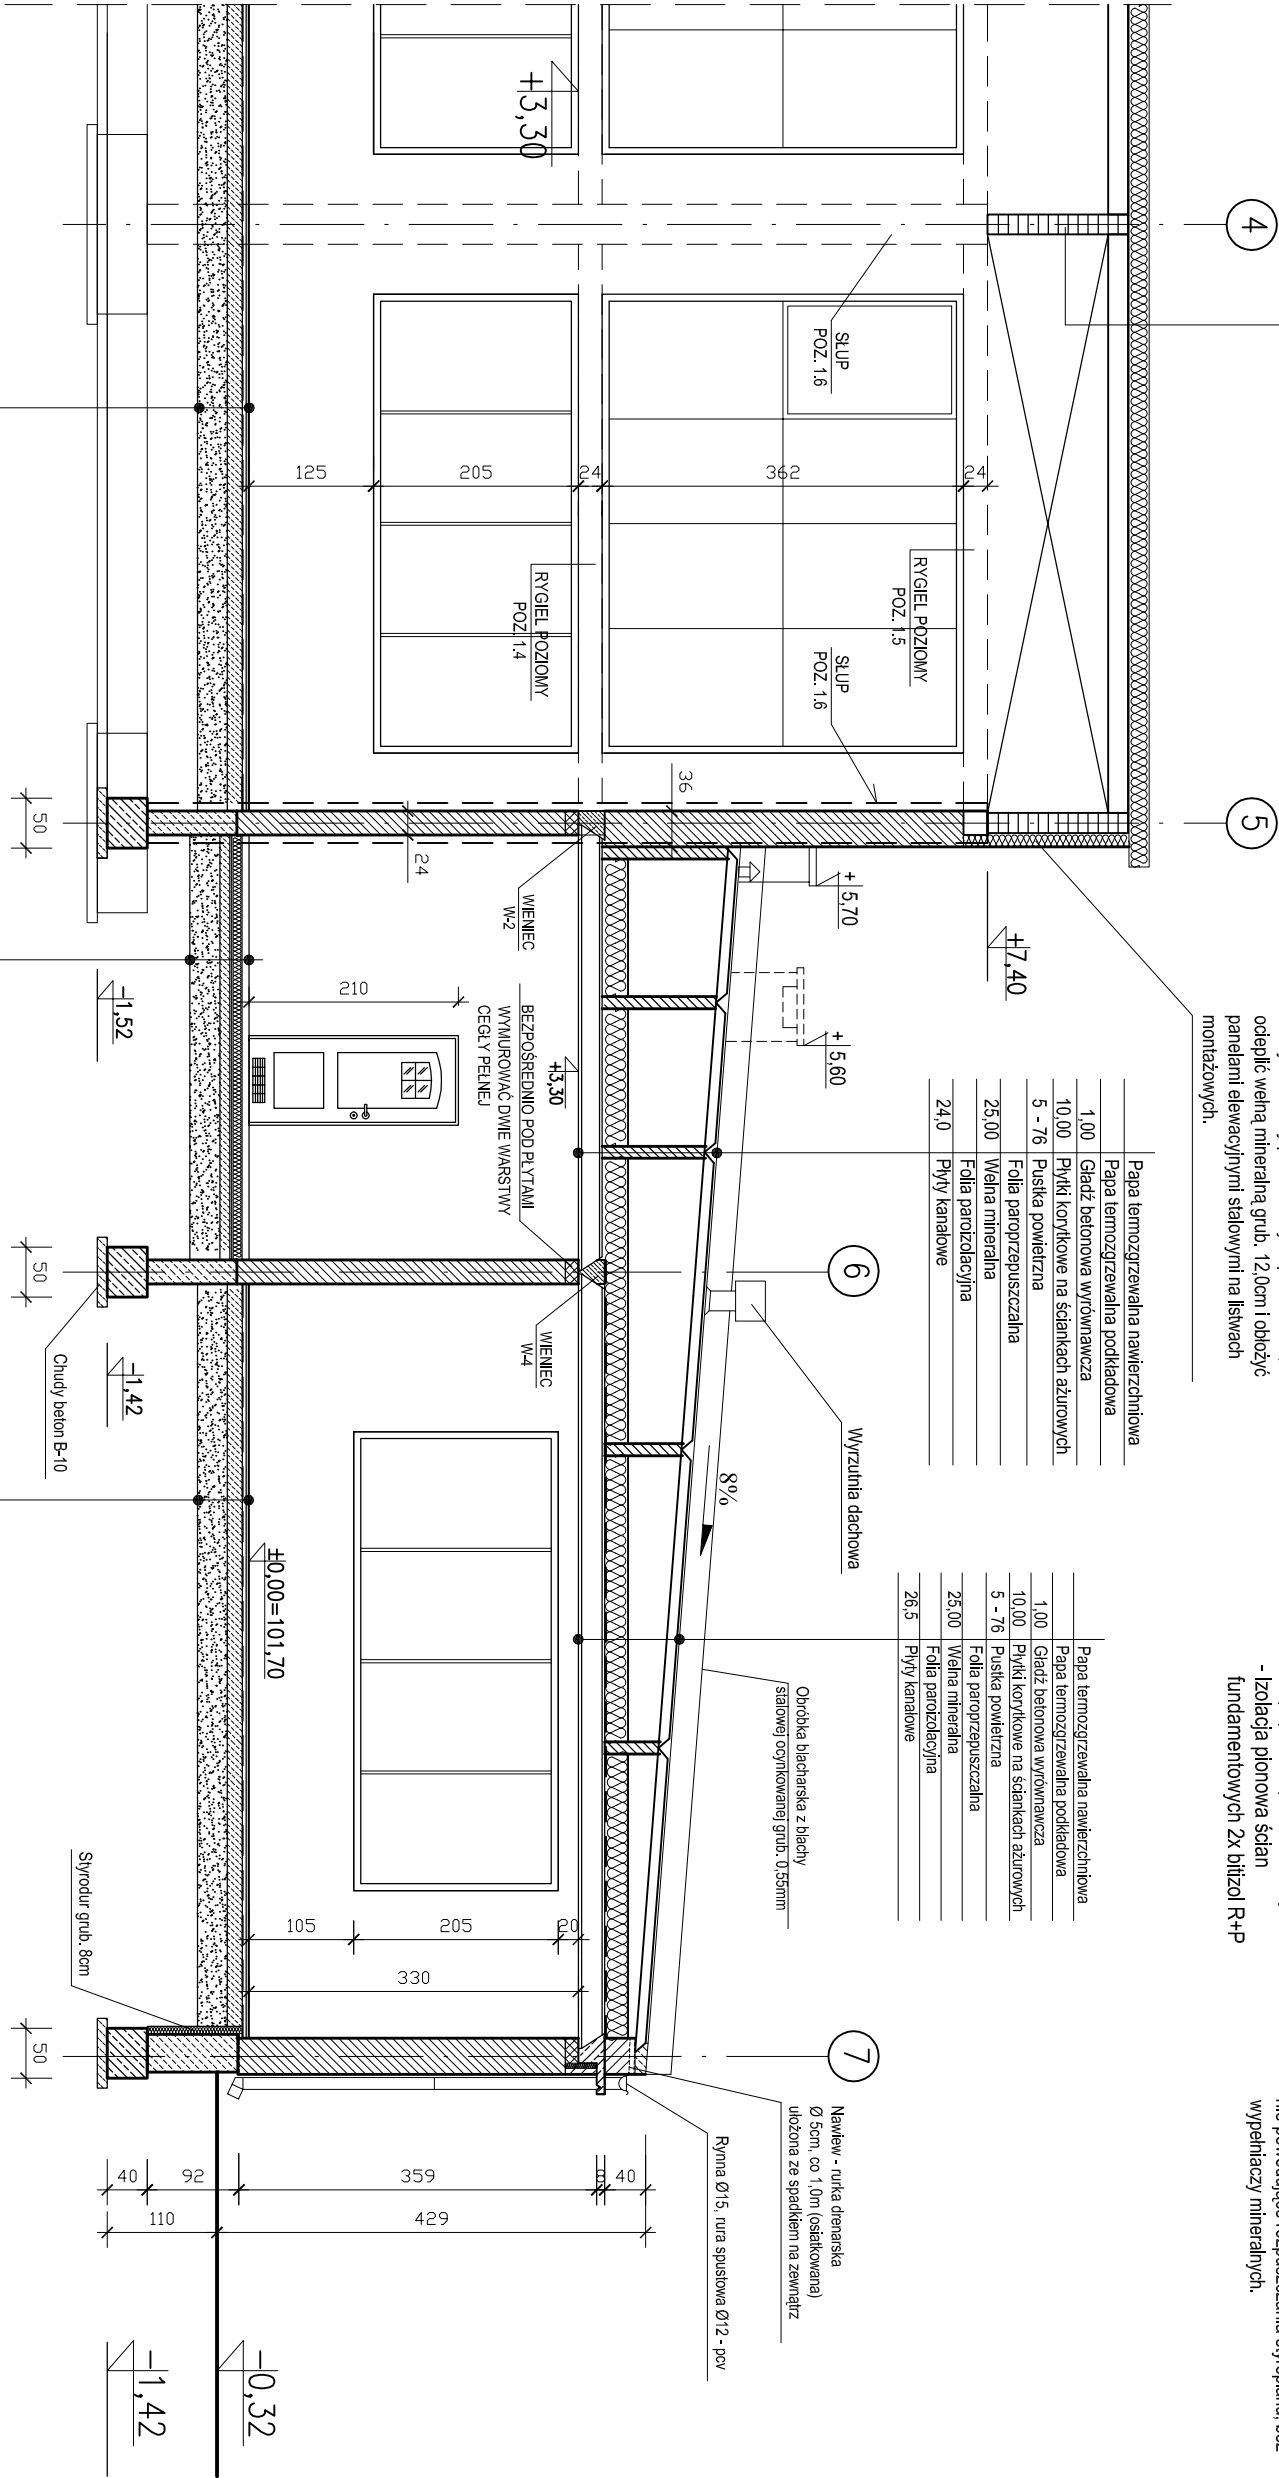 4
5
6
7
ocieplić wełną mineralną grub. 12,0cm i obłożyć
panelami elewacyjnymi stalowymi na listwach
montażowych.
- Izolacja pionowa ścian
fundamentowych 2x bitizol R+P
wypełniaczy mineralnych.
Papa termozgrzewalna nawierzchniowa
Papa termozgrzewalna podkładowa
1,00 Gładź betonowa wyrównawcza
10,00 Płytki korytkowe na ściankach ażurowych
5 - 76 Pustka powietrzna
Folia paroprzepuszczalna
25,00 Wełna mineralna
Folia paroizolacyjna
24,0 Płyty kanałowe
Papa termozgrzewalna nawierzchniowa
Papa termozgrzewalna podkładowa
1,00 Gładź betonowa wyrównawcza
10,00 Płytki korytkowe na ściankach ażurowych
5 - 76 Pustka powietrzna
Folia paroprzepuszczalna
25,00 Wełna mineralna
Folia paroizolacyjna
26,5 Płyty kanałowe
+7,40
+ 5,70
+ 5,60
Wyrzutnia dachowa
8%
Obróbka blacharska z blachy
stalowej ocynkowanej grub. 0,55mm
Nawiew - rurka drenarska
Ø 5cm, co 1,0m (osiatkowana)
ułożona ze spadkiem na zewnątrz
Rynna Ø15, rura spustowa Ø12 - pcv
SŁUP
POZ. 1.6
SŁUP
POZ. 1.6
RYGIEL POZIOMY
POZ. 1.5
RYGIEL POZIOMY
POZ. 1.4
+3,30
125
205
24
362
24
36
24
WIENIEC
W-2
BEZPOŚREDNIO POD PŁYTAMI
WYMUROWAĆ DWIE WARSTWY
CEGŁY PEŁNEJ
+3,30
WIENIEC
W-4
210
±0,00=101,70
105
205
20
330
40
92
359
8
40
110
429
-0,32
-1,42
-1,52
-1,42
Chudy beton B-10
Styrodur grub. 8cm
50
50
50